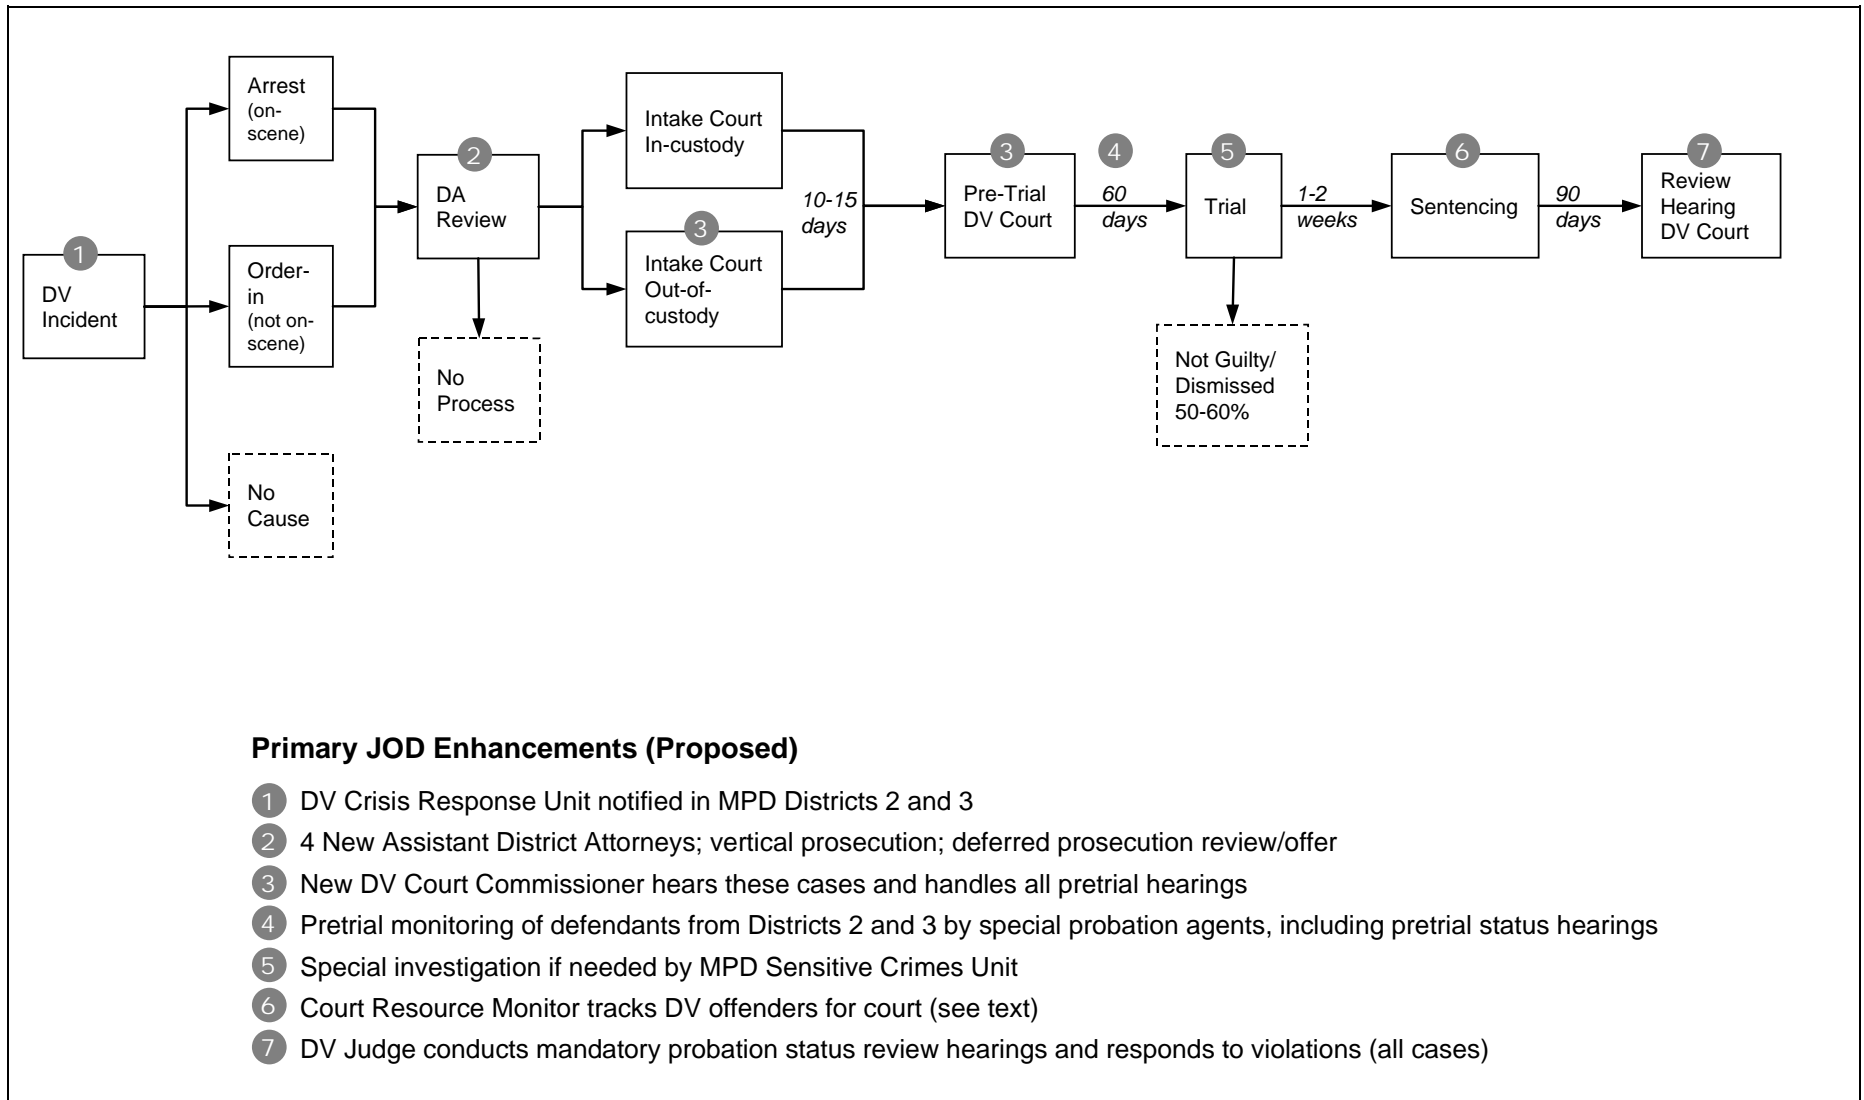 1
DV
Incident
Arrest
(on-
scene)
Order-
in
(not on-
scene)
No
Cause
2
DA
Review
No
Process
Intake Court
In-custody
3
Intake Court
Out-of-
custody
10-15
days
3
Pre-Trial
DV Court
4
60
days
5
Trial
Not Guilty/
Dismissed
50-60%
1-2
weeks
6
Sentencing
90
days
7
Review
Hearing
DV Court
Primary JOD Enhancements (Proposed)
1 DV Crisis Response Unit notified in MPD Districts 2 and 3
2 4 New Assistant District Attorneys; vertical prosecution; deferred prosecution review/offer
3 New DV Court Commissioner hears these cases and handles all pretrial hearings
4 Pretrial monitoring of defendants from Districts 2 and 3 by special probation agents, including pretrial status hearings
5 Special investigation if needed by MPD Sensitive Crimes Unit
6 Court Resource Monitor tracks DV offenders for court (see text)
7 DV Judge conducts mandatory probation status review hearings and responds to violations (all cases)